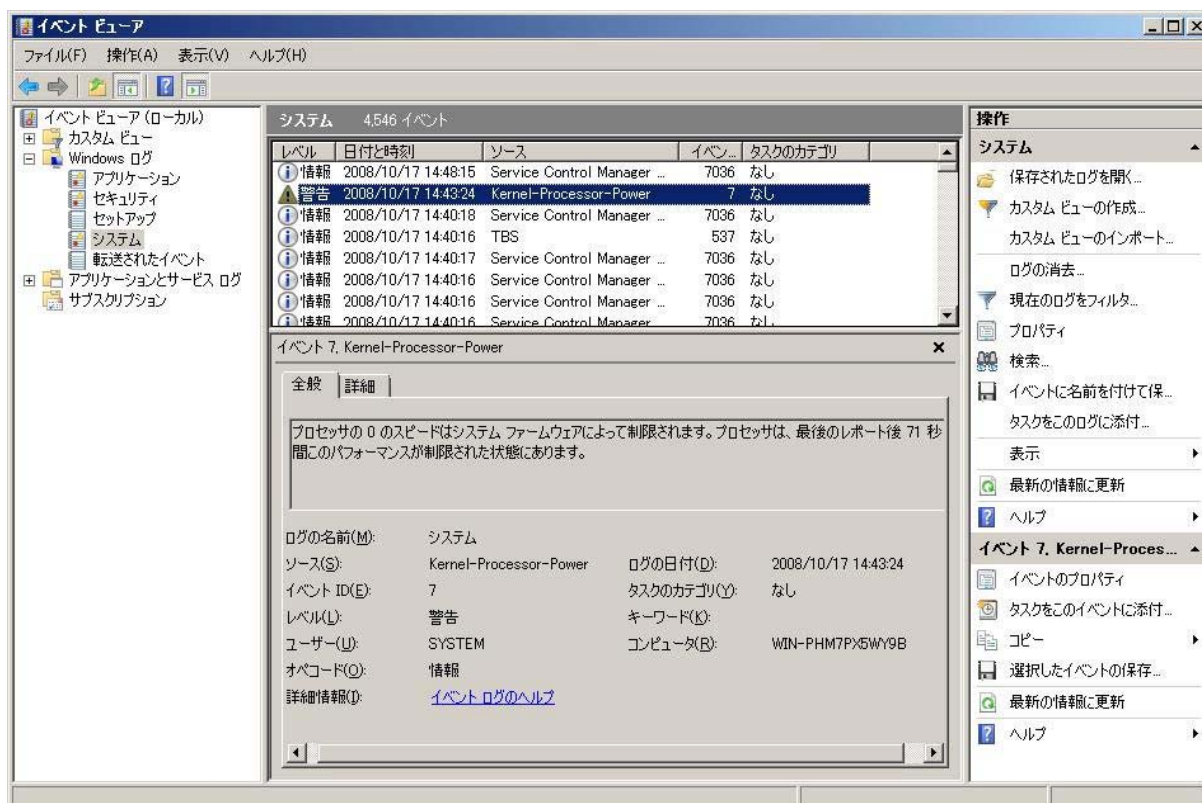 イベント ビューア
ファイル(F) 操作(A) 表示(V) ヘルプ(H)
イベント ビューア (ローカル)
カスタム ビュー
Windows ログ
アプリケーション
セキュリティ
セットアップ
システム
転送されたイベント
アプリケーションとサービス ログ
サブスクリプション
システム 4,546 イベント
レベル 日付と時刻 ソース イベン... タスクのカテゴリ
情報 2008/10/17 14:48:15 Service Control Manager ... 7036 なし
警告 2008/10/17 14:43:24 Kernel-Processor-Power 7 なし
情報 2008/10/17 14:40:18 Service Control Manager ... 7036 なし
情報 2008/10/17 14:40:16 TBS 537 なし
情報 2008/10/17 14:40:17 Service Control Manager ... 7036 なし
情報 2008/10/17 14:40:16 Service Control Manager ... 7036 なし
情報 2008/10/17 14:40:16 Service Control Manager ... 7036 なし
情報 2008/10/17 14:40:16 Service Control Manager 7036 なし
イベント 7, Kernel-Processor-Power
全般 詳細
プロセッサの 0 のスピードはシステム ファームウェアによって制限されます。プロセッサは、最後のレポート後 71 秒
間このパフォーマンスが制限された状態にあります。
ログの名前(M): システム
ソース(S): Kernel-Processor-Power ログの日付(D): 2008/10/17 14:43:24
イベント ID(E): 7 タスクのカテゴリ(Y): なし
レベル(L): 警告 キーワード(K):
ユーザー(U): SYSTEM コンピュータ(R): WIN-PHM7PX5WY9B
オペコード(O): 情報
詳細情報(I): イベント ログのヘルプ
操作
システム
保存されたログを開く...
カスタム ビューの作成...
カスタム ビューのインポート...
ログの消去...
現在のログをフィルタ...
プロパティ
検索...
イベントに名前を付けて保...
タスクをこのログに添付...
表示
最新の情報に更新
ヘルプ
イベント 7, Kernel-Proces...
イベントのプロパティ
タスクをこのイベントに添付...
コピー
選択したイベントの保存...
最新の情報に更新
ヘルプ